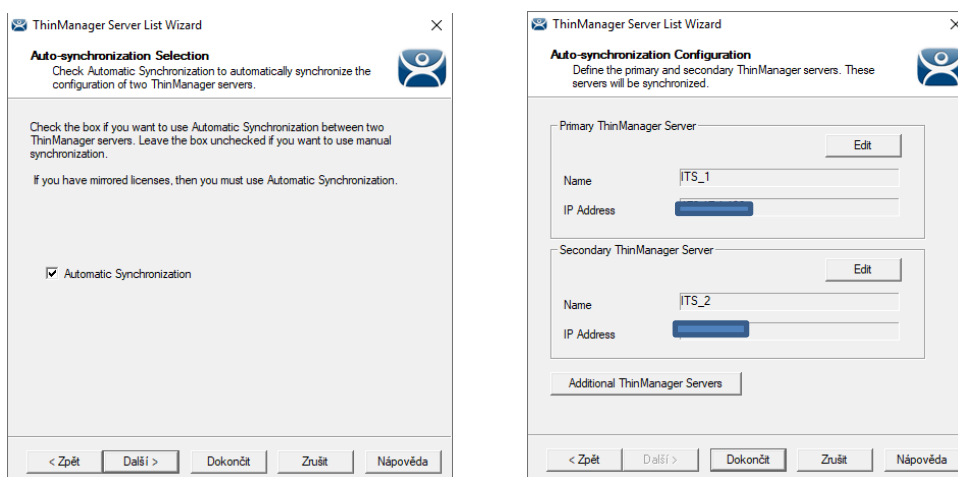 ThinManager Server List Wizard
Auto-synchronization Selection
Check Automatic Synchronization to automatically synchronize the
configuration of two ThinManager servers.
Check the box if you want to use Automatic Synchronization between two
ThinManager servers. Leave the box unchecked if you want to use manual
synchronization.
If you have mirrored licenses, then you must use Automatic Synchronization.
Automatic Synchronization
< Zpět
Další >
Dokončit
Zrušit
Nápověda
ThinManager Server List Wizard
Auto-synchronization Configuration
Define the primary and secondary ThinManager servers. These
servers will be synchronized.
Primary ThinManager Server
Edit
Name
ITS_1
IP Address
Secondary ThinManager Server
Edit
Name
ITS_2
IP Address
Additional ThinManager Servers
< Zpět
Další >
Dokončit
Zrušit
Nápověda